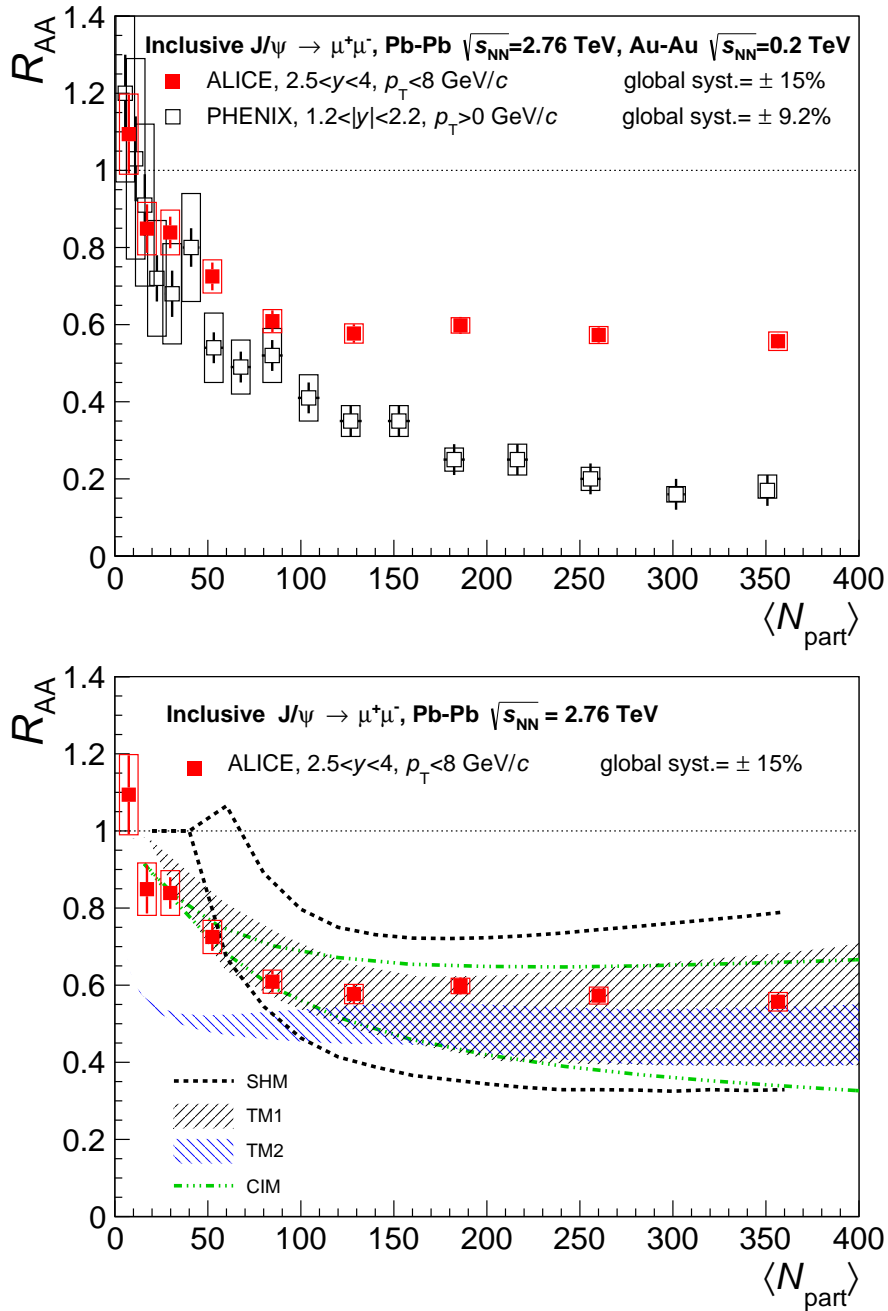 R_AA
Inclusive J/ψ → μ⁺μ⁻, Pb-Pb √s_NN=2.76 TeV, Au-Au √s_NN=0.2 TeV
ALICE, 2.5<y<4, p_T<8 GeV/c global syst.= ± 15%
PHENIX, 1.2<|y|<2.2, p_T>0 GeV/c global syst.= ± 9.2%
1.4
1.2
1
0.8
0.6
0.4
0.2
0
0 50 100 150 200 250 300 350 400
⟨N_part⟩
R_AA
Inclusive J/ψ → μ⁺μ⁻, Pb-Pb √s_NN = 2.76 TeV
ALICE, 2.5<y<4, p_T<8 GeV/c global syst.= ± 15%
1.4
1.2
1
0.8
0.6
0.4
0.2
0
SHM
TM1
TM2
CIM
0 50 100 150 200 250 300 350 400
⟨N_part⟩